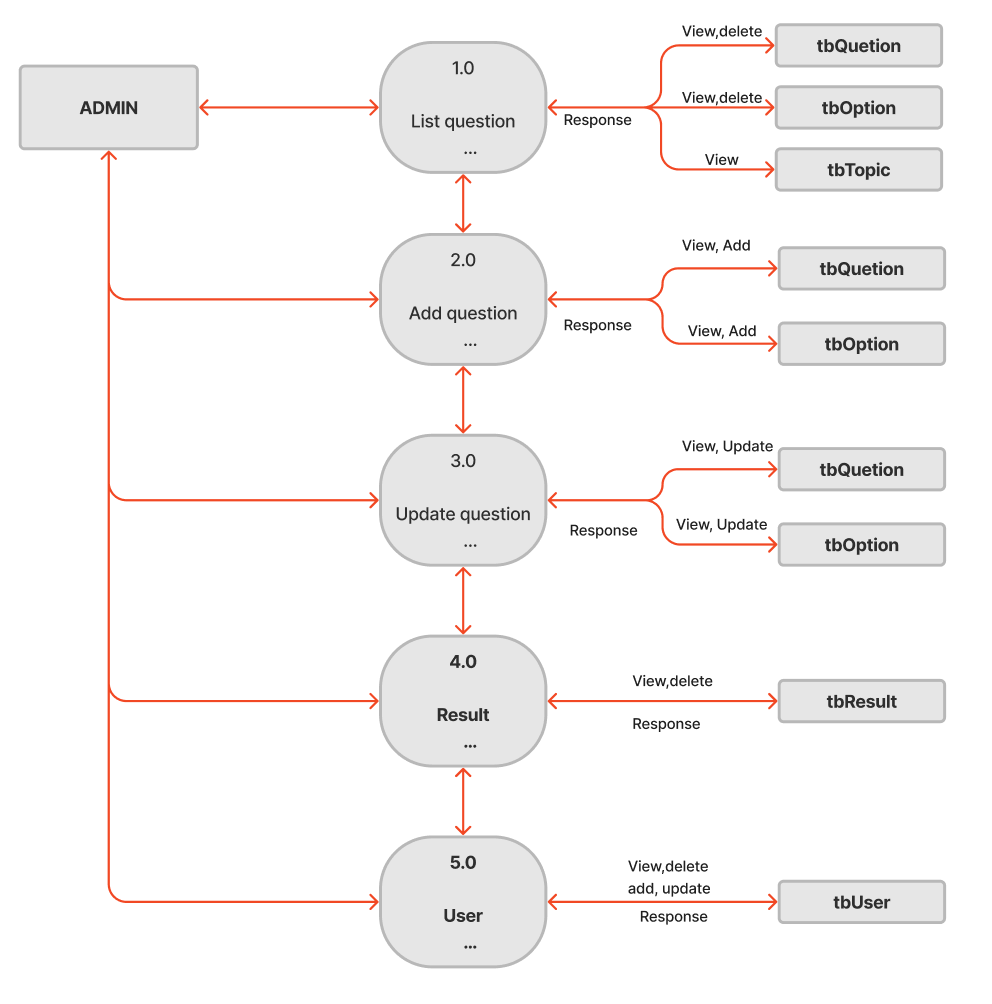 ADMIN
1.0
List question
...
View,delete
tbQuetion
View,delete
tbOption
Response
View
tbTopic
2.0
Add question
...
View, Add
tbQuetion
Response
View, Add
tbOption
3.0
Update question
...
View, Update
tbQuetion
Response
View, Update
tbOption
4.0
Result
...
View,delete
Response
tbResult
5.0
User
...
View,delete
add, update
Response
tbUser